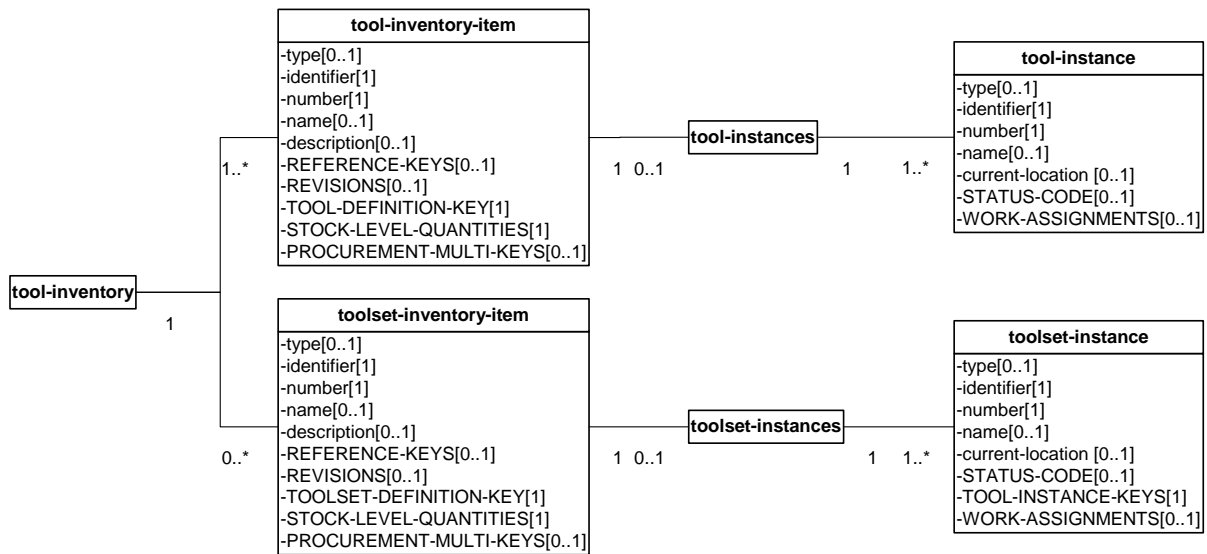 tool-inventory-item
-type[0..1]
-identifier[1]
-number[1]
-name[0..1]
-description[0..1]
-REFERENCE-KEYS[0..1]
-REVISIONS[0..1]
-TOOL-DEFINITION-KEY[1]
-STOCK-LEVEL-QUANTITIES[1]
-PROCUREMENT-MULTI-KEYS[0..1]
tool-instance
-type[0..1]
-identifier[1]
-number[1]
-name[0..1]
-current-location [0..1]
-STATUS-CODE[0..1]
-WORK-ASSIGNMENTS[0..1]
tool-instances
1..*
1 0..1
1
1..*
tool-inventory
1
toolset-inventory-item
-type[0..1]
-identifier[1]
-number[1]
-name[0..1]
-description[0..1]
-REFERENCE-KEYS[0..1]
-REVISIONS[0..1]
-TOOLSET-DEFINITION-KEY[1]
-STOCK-LEVEL-QUANTITIES[1]
-PROCUREMENT-MULTI-KEYS[0..1]
toolset-instance
-type[0..1]
-identifier[1]
-number[1]
-name[0..1]
-current-location [0..1]
-STATUS-CODE[0..1]
-TOOL-INSTANCE-KEYS[1]
-WORK-ASSIGNMENTS[0..1]
toolset-instances
0..*
1 0..1
1
1..*